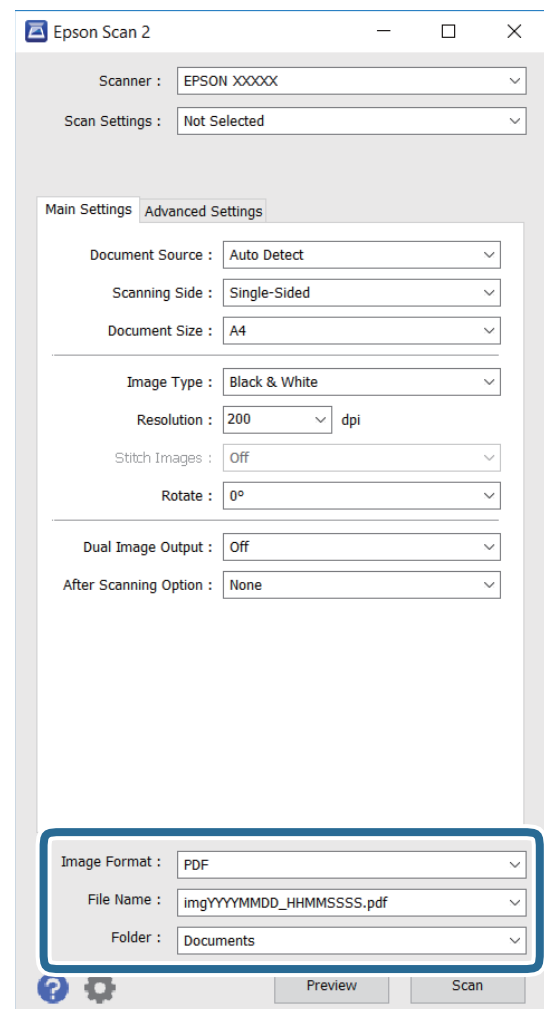 Epson Scan 2
Scanner : EPSON XXXXX
Scan Settings : Not Selected
Main Settings Advanced Settings
Document Source : Auto Detect
Scanning Side : Single-Sided
Document Size : A4
Image Type : Black & White
Resolution : 200 dpi
Stitch Images : Off
Rotate : 0°
Dual Image Output : Off
After Scanning Option : None
Image Format : PDF
File Name : imgYYYYMMDD_HHMMSSSS.pdf
Folder : Documents
? Preview Scan